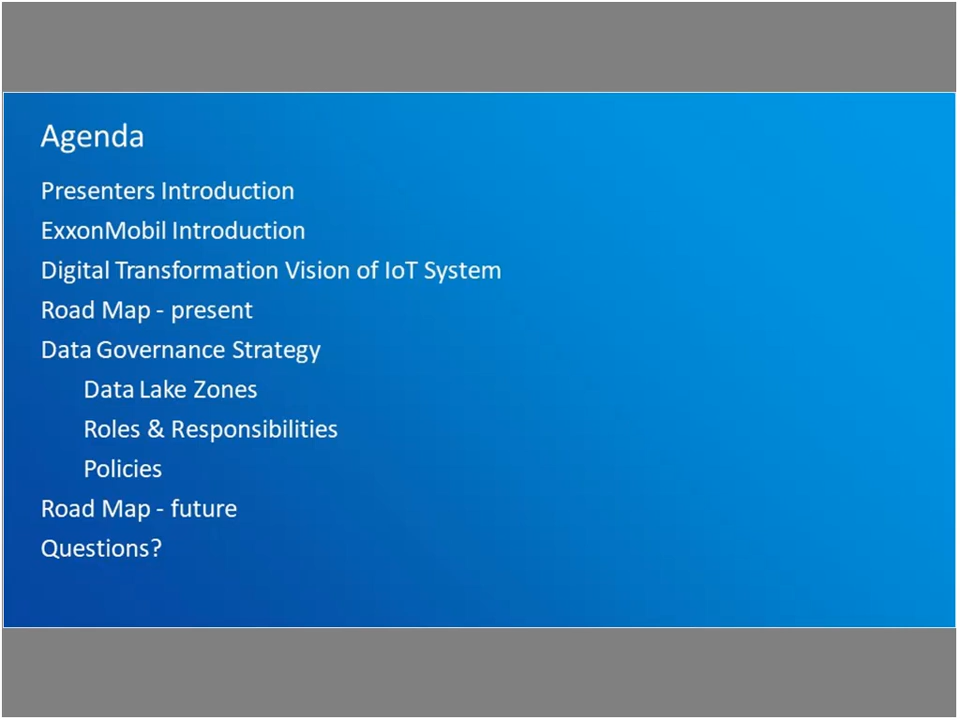 Agenda
Presenters Introduction
ExxonMobil Introduction
Digital Transformation Vision of IoT System
Road Map - present
Data Governance Strategy
Data Lake Zones
Roles & Responsibilities
Policies
Road Map - future
Questions?